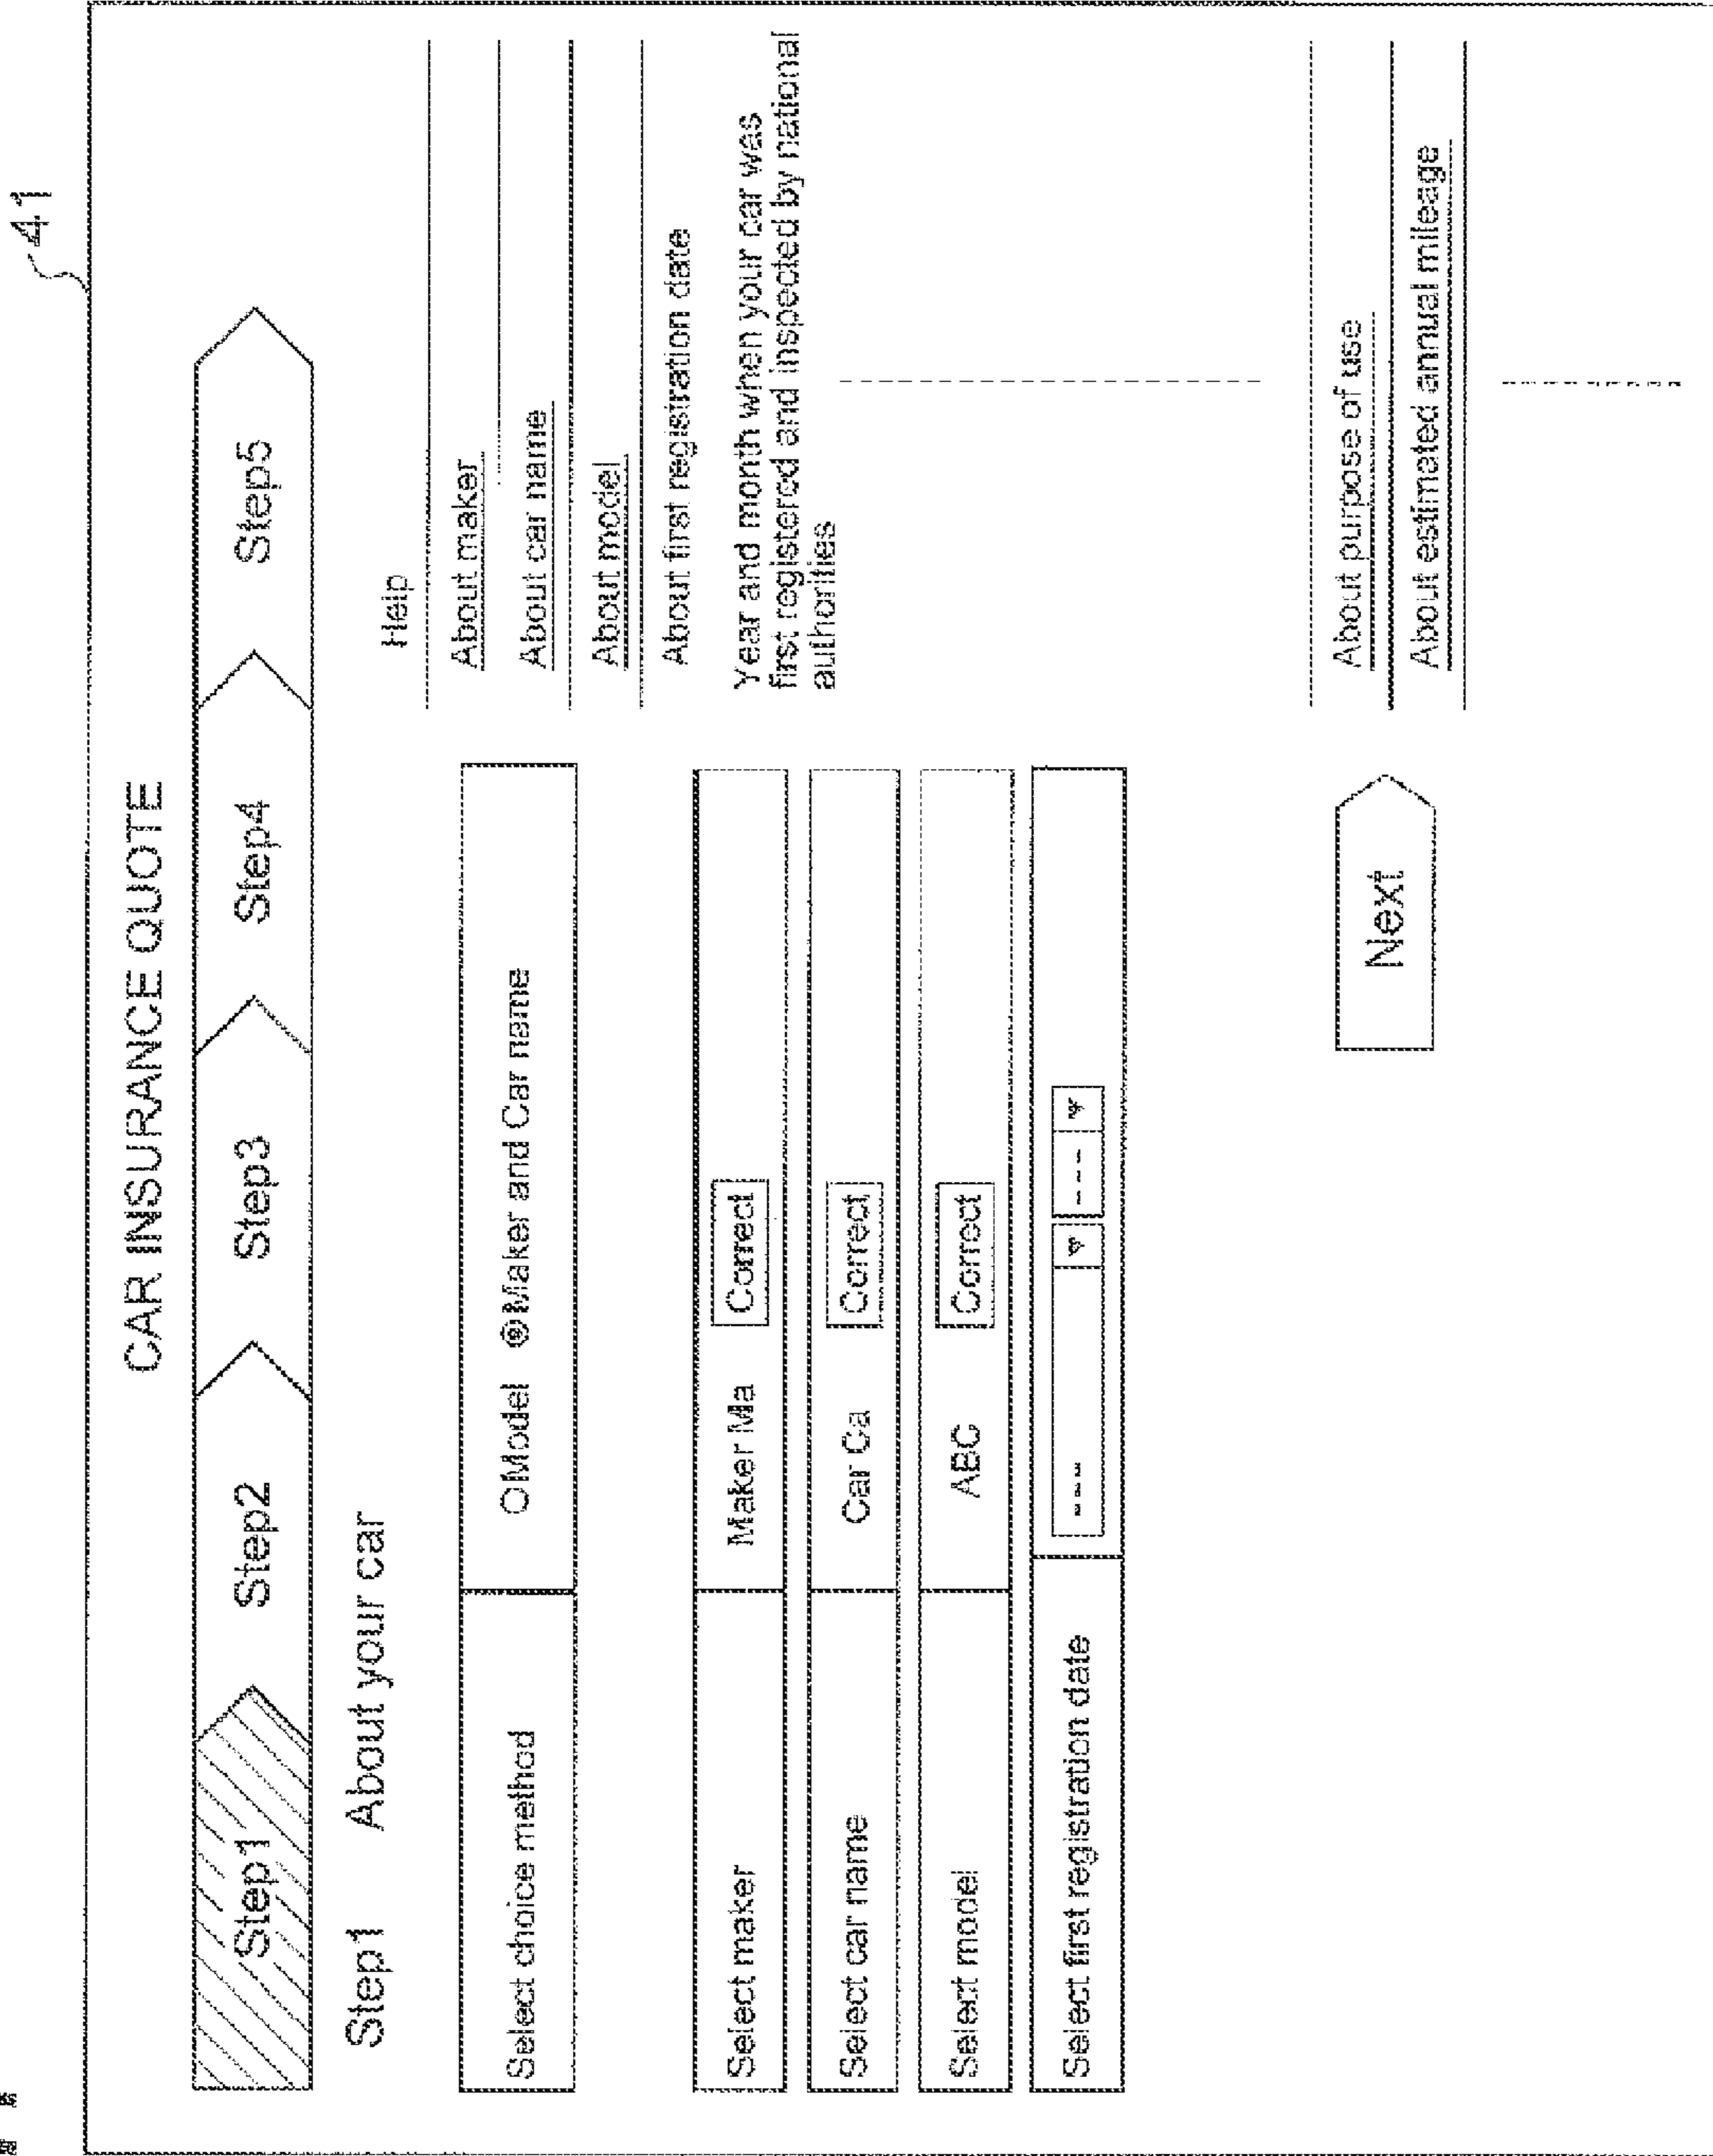 41
CAR INSURANCE QUOTE
Step1 Step2 Step3 Step4 Step5
Step1 About your car
Select choice method
Model Maker and Car name
Select maker Maker Ma Correct
Select car name Car Ca Correct
Select model ABC Correct
Select first registration date --- ---
Next
Help
About maker
About car name
About model
About first registration date
Year and month when your car was
first registered and inspected by national
authorities
About purpose of use
About estimated annual mileage